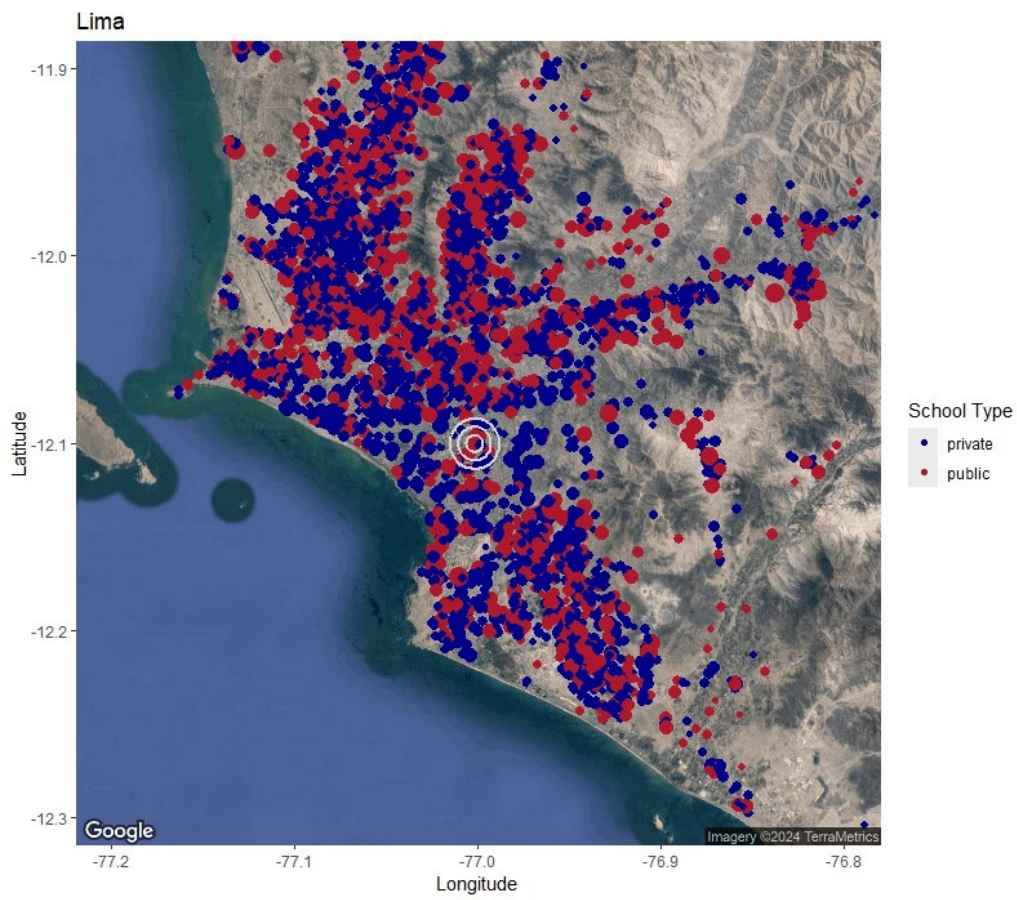 Lima
-11.9
-12.0
-12.1
-12.2
-12.3
Latitude
-77.2
-77.1
-77.0
-76.9
-76.8
Longitude
School Type
private
public
Google
Imagery ©2024 TerraMetrics